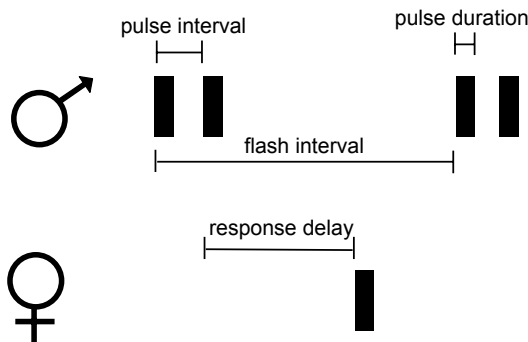 pulse interval
pulse duration
flash interval
response delay